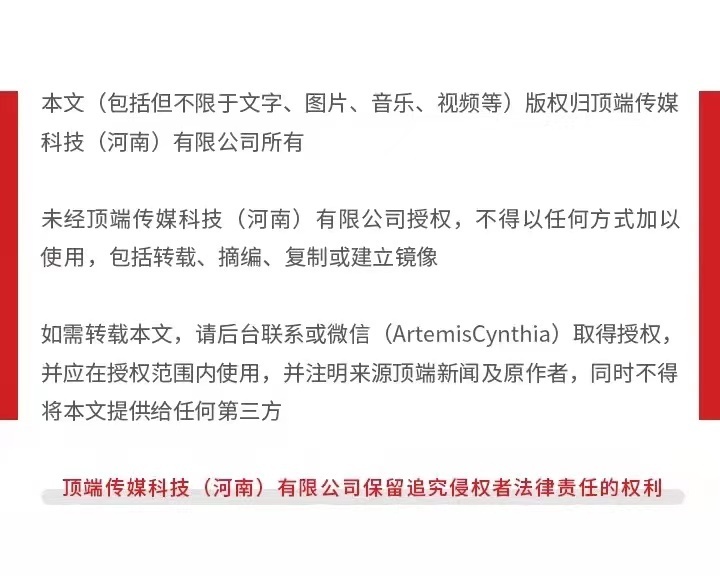 本文（包括但不限于文字、图片、音乐、视频等）版权归顶端传媒
科技（河南）有限公司所有
未经顶端传媒科技（河南）有限公司授权，不得以任何方式加以
使用，包括转载、摘编、复制或建立镜像
如需转载本文，请后台联系或微信（ArtemisCynthia）取得授权，
并应在授权范围内使用，并注明来源顶端新闻及原作者，同时不得
将本文提供给任何第三方
顶端传媒科技（河南）有限公司保留追究侵权者法律责任的权利